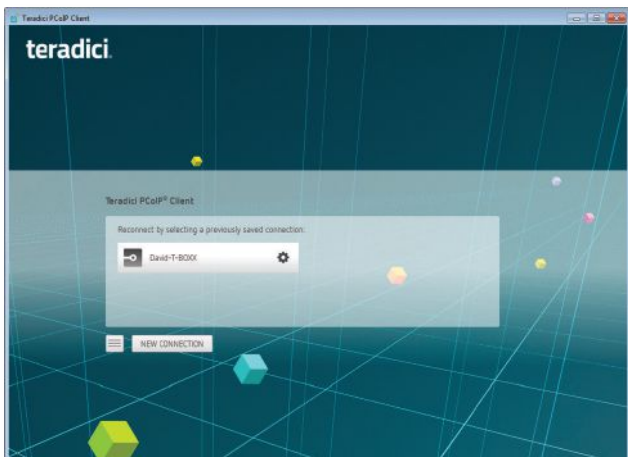 Teradici PCoIP Client
teradici.
Teradici PCoIP® Client
Reconnect by selecting a previously saved connection:
David-T-BOXX
NEW CONNECTION